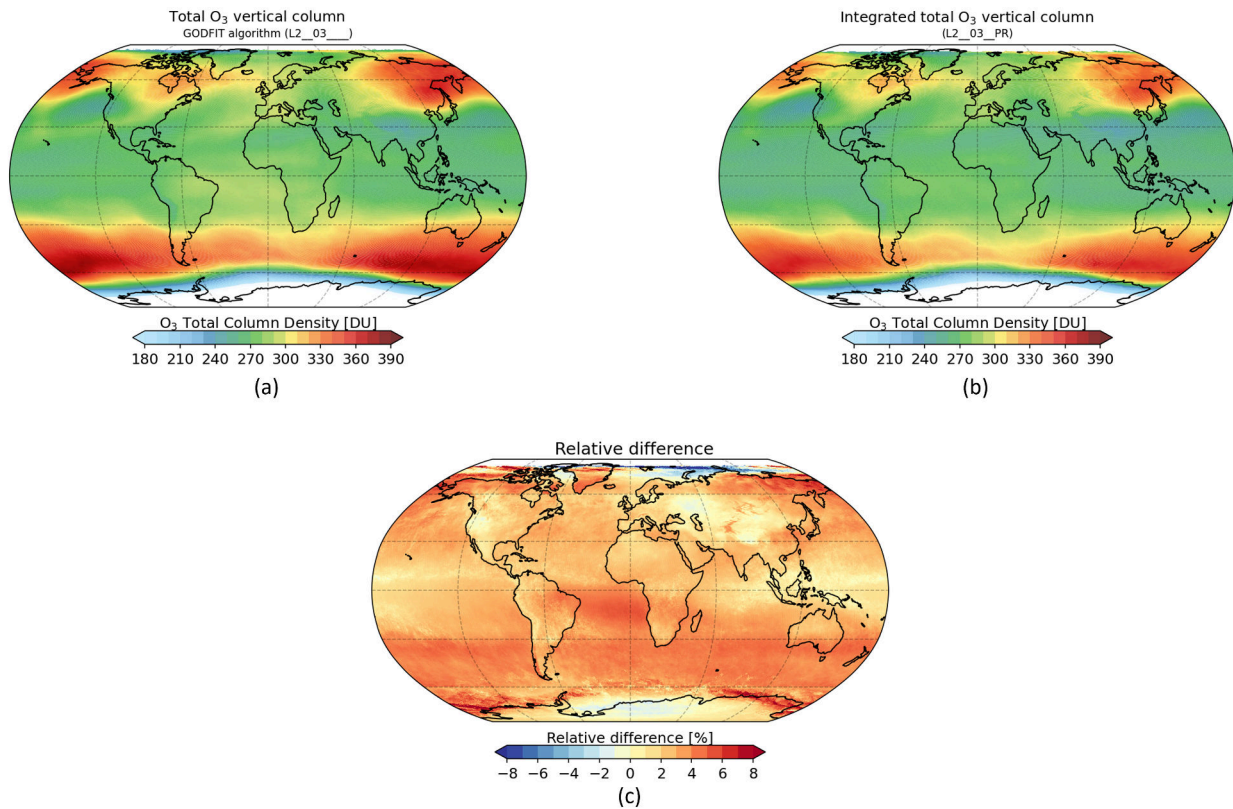 Total O₃ vertical column
GODFIT algorithm (L2__03____)
O₃ Total Column Density [DU]
180 210 240 270 300 330 360 390
(a)
Integrated total O₃ vertical column
(L2__03__PR)
O₃ Total Column Density [DU]
180 210 240 270 300 330 360 390
(b)
Relative difference
Relative difference [%]
−8 −6 −4 −2 0 2 4 6 8
(c)